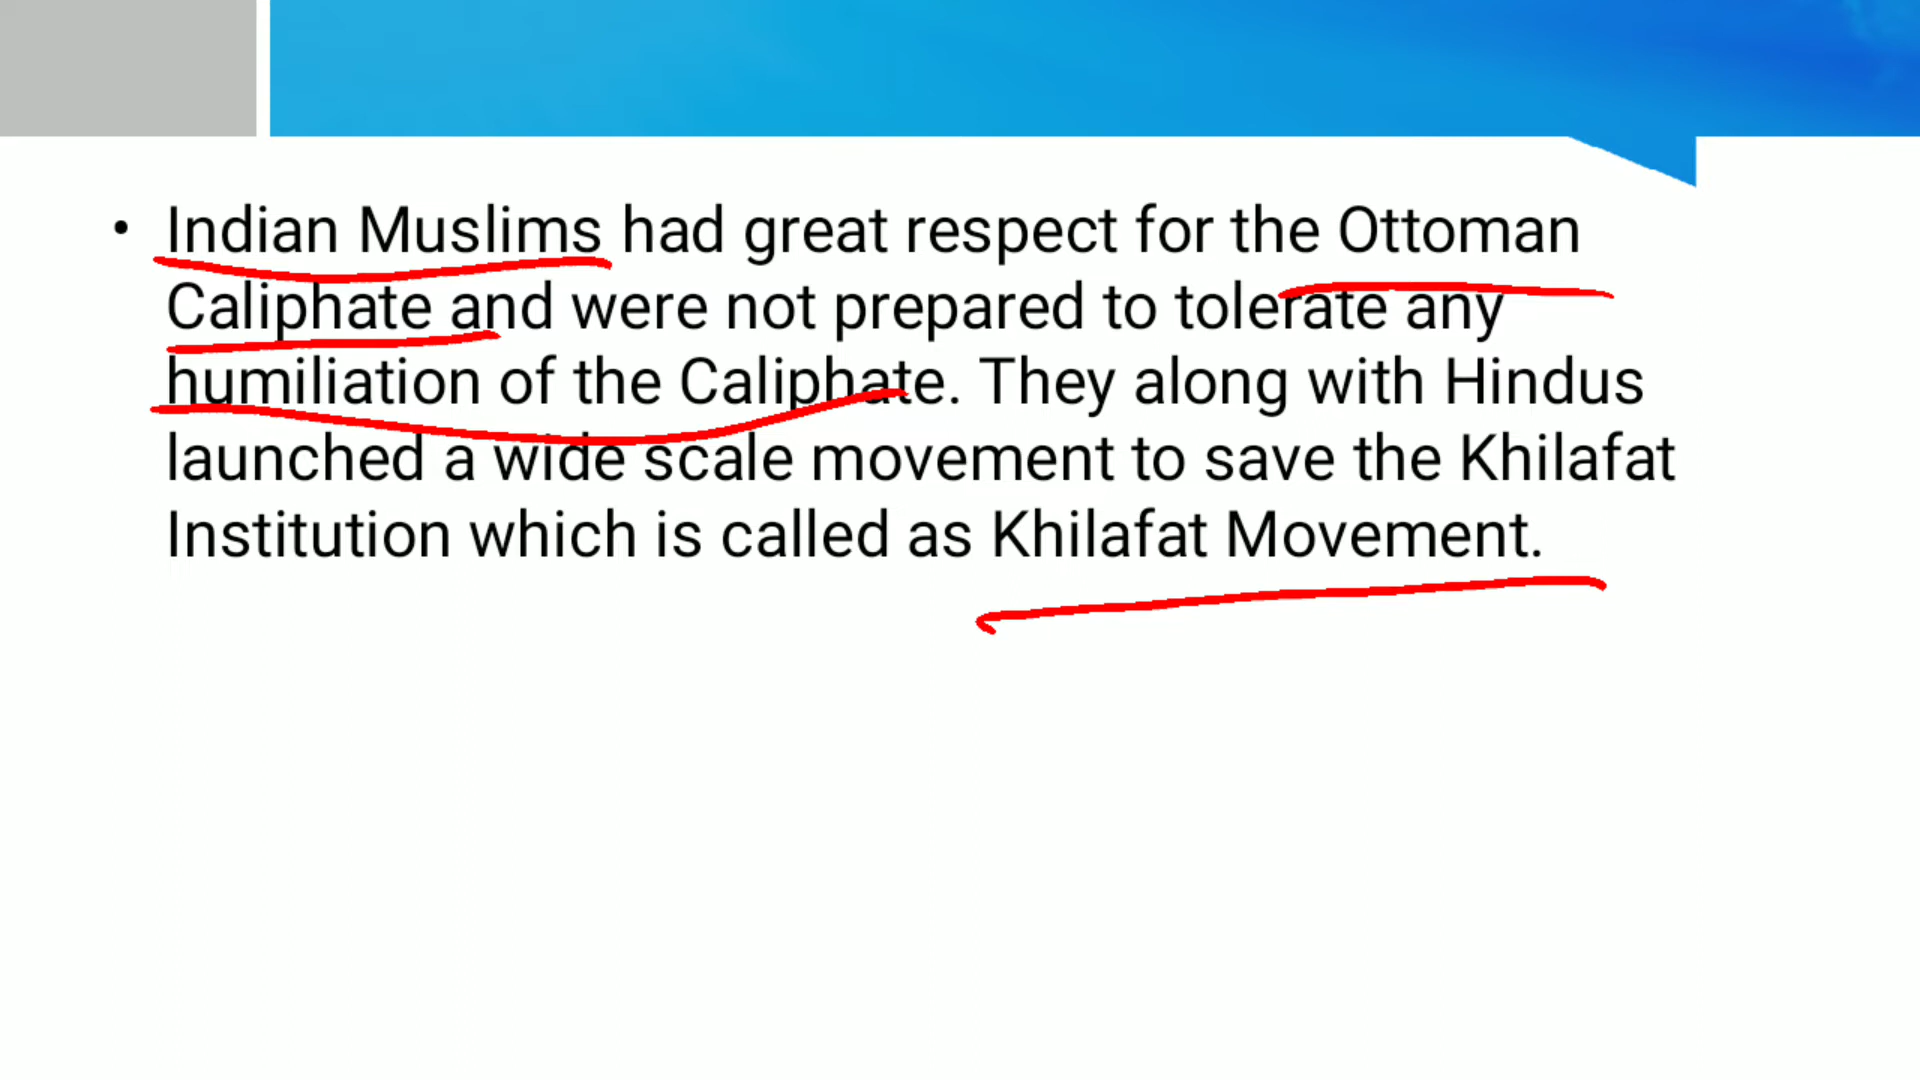 • Indian Muslims had great respect for the Ottoman
Caliphate and were not prepared to tolerate any
humiliation of the Caliphate. They along with Hindus
launched a wide scale movement to save the Khilafat
Institution which is called as Khilafat Movement.